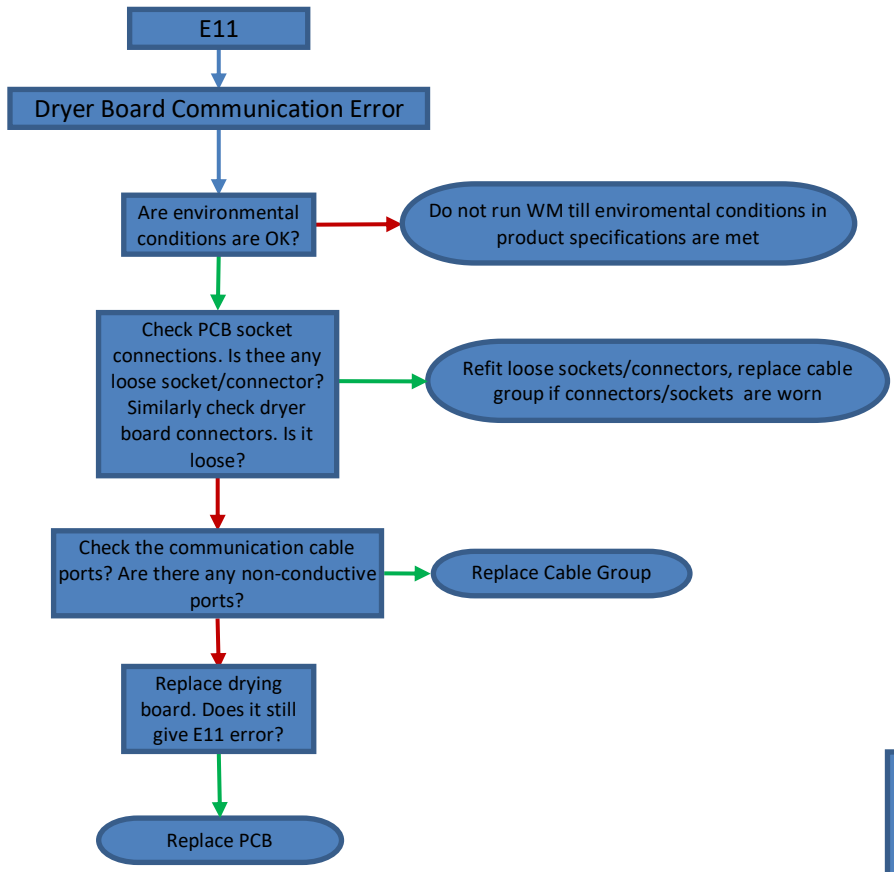 E11
Dryer Board Communication Error
Are environmental
conditions are OK?
Do not run WM till enviromental conditions in
product specifications are met
Check PCB socket
connections. Is thee any
loose socket/connector?
Similarly check dryer
board connectors. Is it
loose?
Refit loose sockets/connectors, replace cable
group if connectors/sockets are worn
Check the communication cable
ports? Are there any non-conductive
ports?
Replace Cable Group
Replace drying
board. Does it still
give E11 error?
Replace PCB